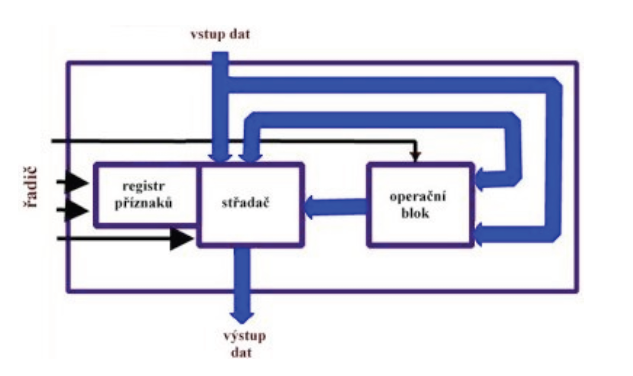 vstup dat
řadič
registr
příznaků
střadač
operační
blok
výstup
dat